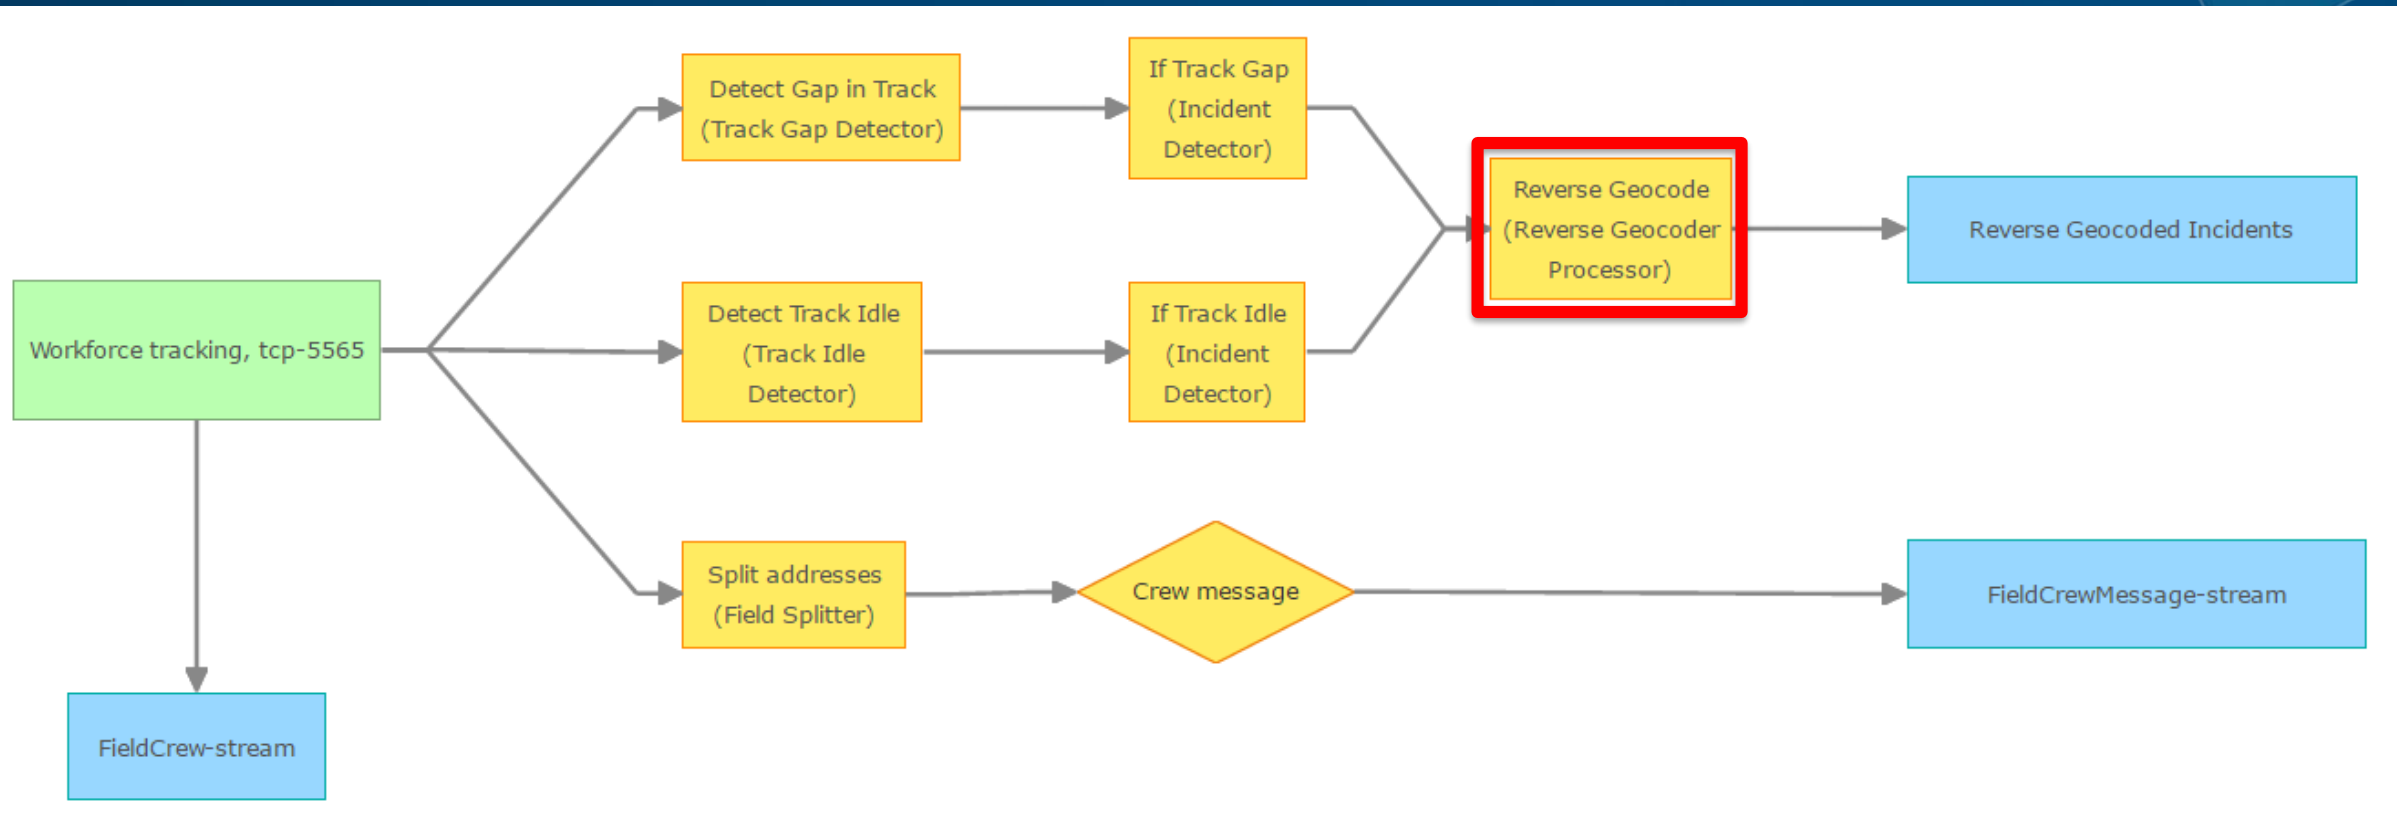 Detect Gap in Track
(Track Gap Detector)
If Track Gap
(Incident
Detector)
Reverse Geocode
(Reverse Geocoder
Processor)
Reverse Geocoded Incidents
Workforce tracking, tcp-5565
Detect Track Idle
(Track Idle
Detector)
If Track Idle
(Incident
Detector)
Split addresses
(Field Splitter)
Crew message
FieldCrewMessage-stream
FieldCrew-stream